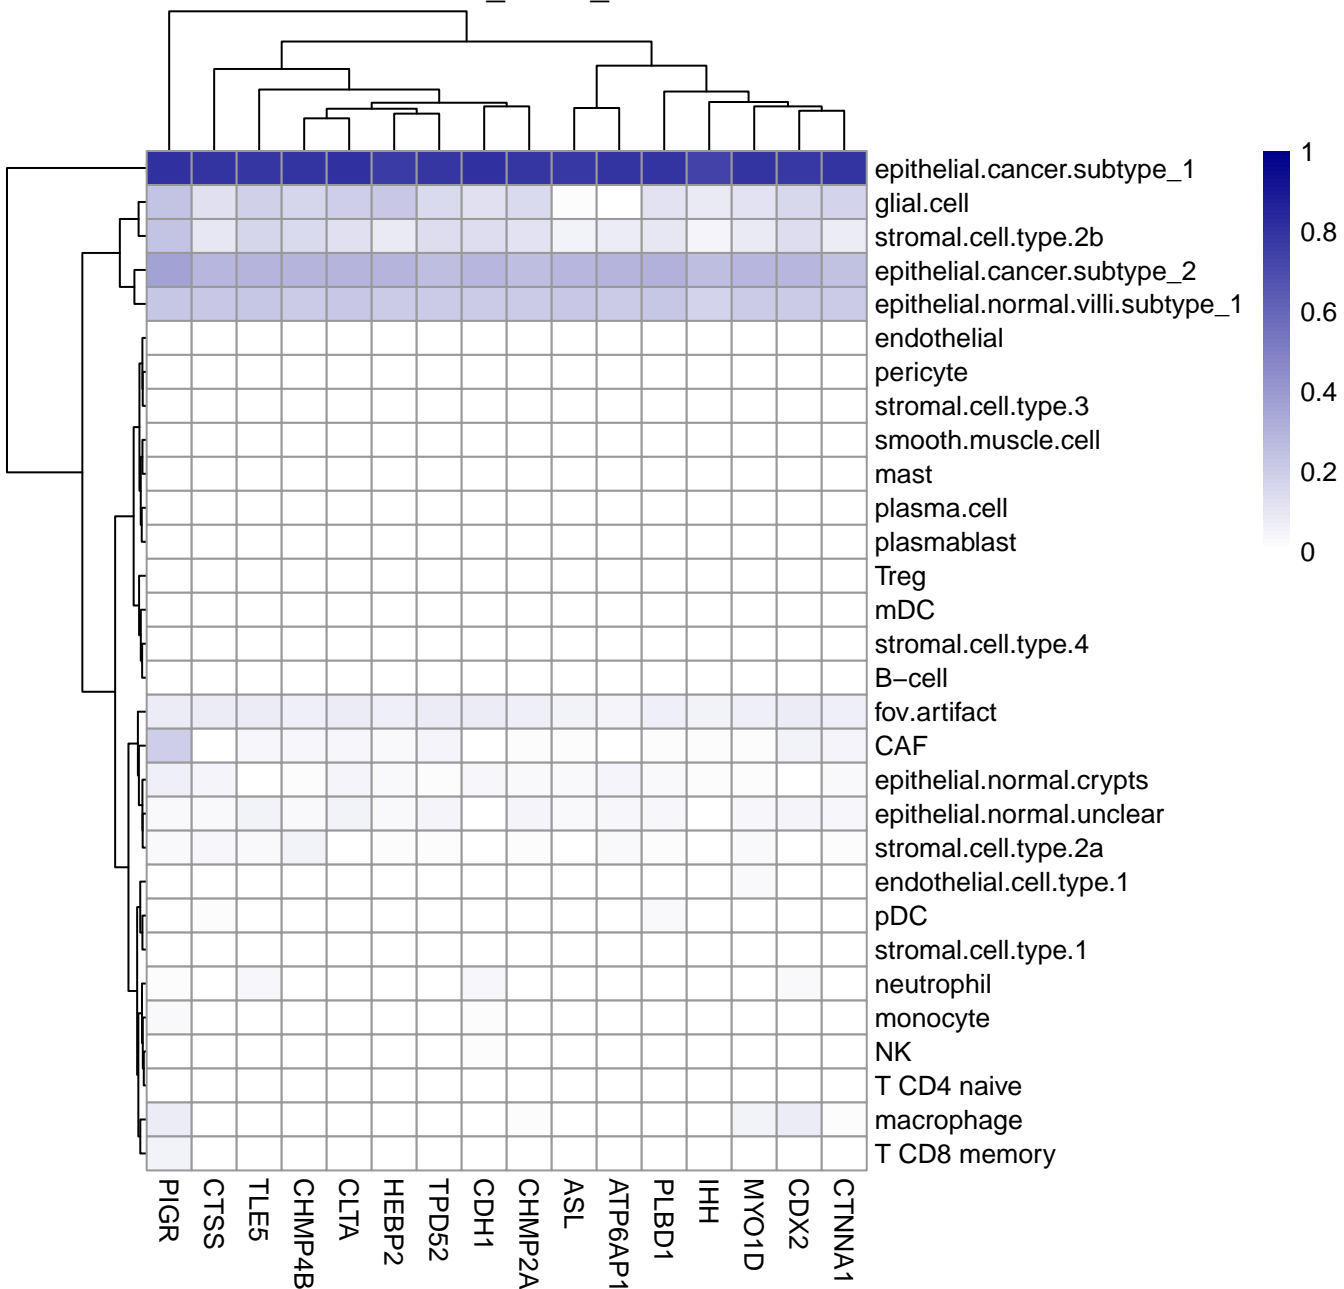 epithelial.cancer.subtype_1
glial.cell
stromal.cell.type.2b
epithelial.cancer.subtype_2
epithelial.normal.villi.subtype_1
endothelial
pericyte
stromal.cell.type.3
smooth.muscle.cell
mast
plasma.cell
plasmablast
Treg
mDC
stromal.cell.type.4
B−cell
fov.artifact
CAF
epithelial.normal.crypts
epithelial.normal.unclear
stromal.cell.type.2a
endothelial.cell.type.1
pDC
stromal.cell.type.1
neutrophil
monocyte
NK
T CD4 naive
macrophage
T CD8 memory
1
0.8
0.6
0.4
0.2
0
PIGR
CTSS
TLE5
CHMP4B
CLTA
HEBP2
TPD52
CDH1
CHMP2A
ASL
ATP6AP1
PLBD1
IHH
MYO1D
CDX2
CTNNA1